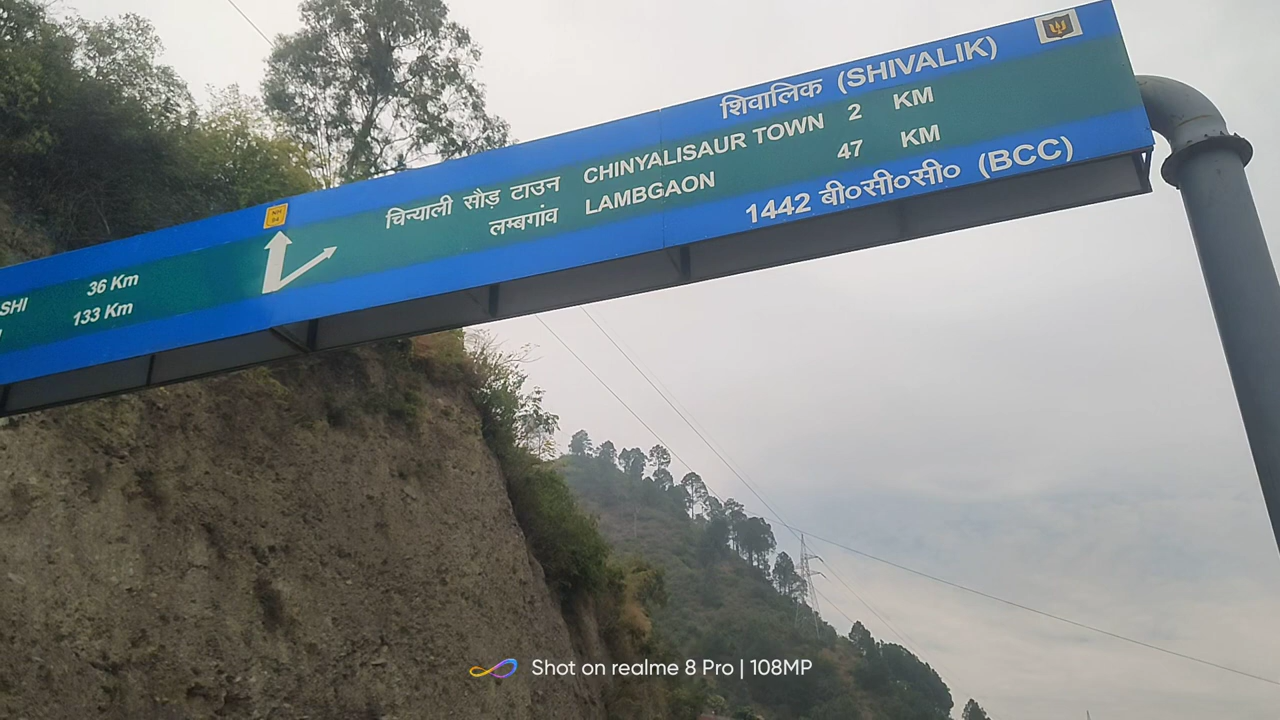 शिवालिक (SHIVALIK)
चिन्याली सौड़ टाउन CHINYALISAUR TOWN 2 KM
लम्बगांव LAMBGAON 47 KM
1442 बी०सी०सी० (BCC)
SHI 36 Km
133 Km
Shot on realme 8 Pro | 108MP